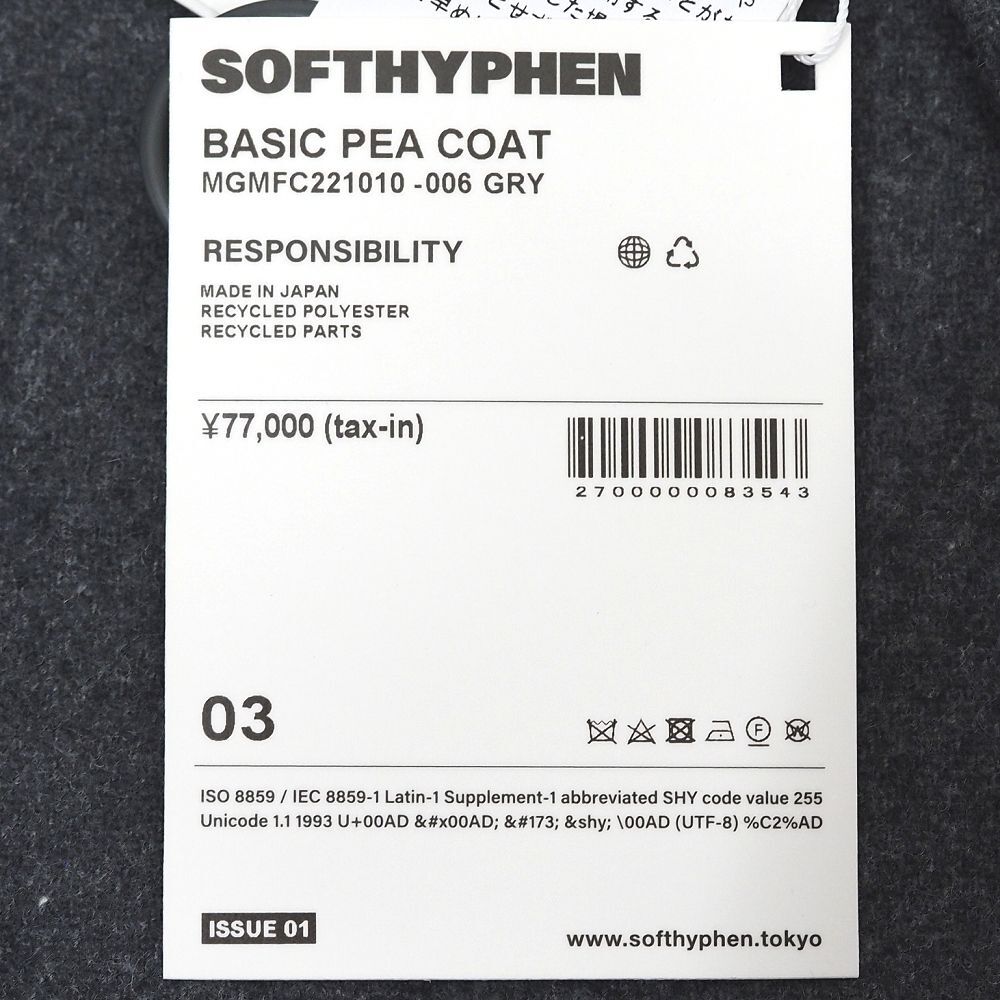 SOFTHYPHEN
BASIC PEA COAT
MGMFC221010 -006 GRY
RESPONSIBILITY
MADE IN JAPAN
RECYCLED POLYESTER
RECYCLED PARTS
¥77,000 (tax-in)
2700000083543
03
F
W
ISO 8859 / IEC 8859-1 Latin-1 Supplement-1 abbreviated SHY code value 255
Unicode 1.1 1993 U+00AD &#x00AD; &#173; &shy; \00AD (UTF-8) %C2%AD
ISSUE 01
www.softhyphen.tokyo